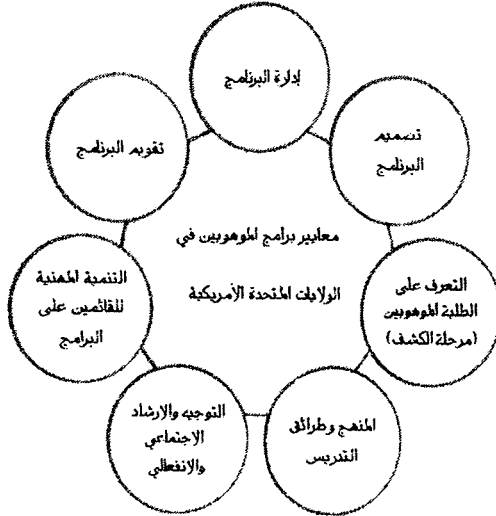 إدارة البرنامج
تصميم
البرنامج
التعرف على
الطلبة الموهوبين
(مرحلة الكشف)
المنهج وطرائق
التدريس
التوجيه والإرشاد
الاجتماعي
والانفعالي
التنمية المهنية
للقائمين على
البرامج
تقويم البرنامج
معايير برامج الموهوبين في
الولايات المتحدة الأمريكية